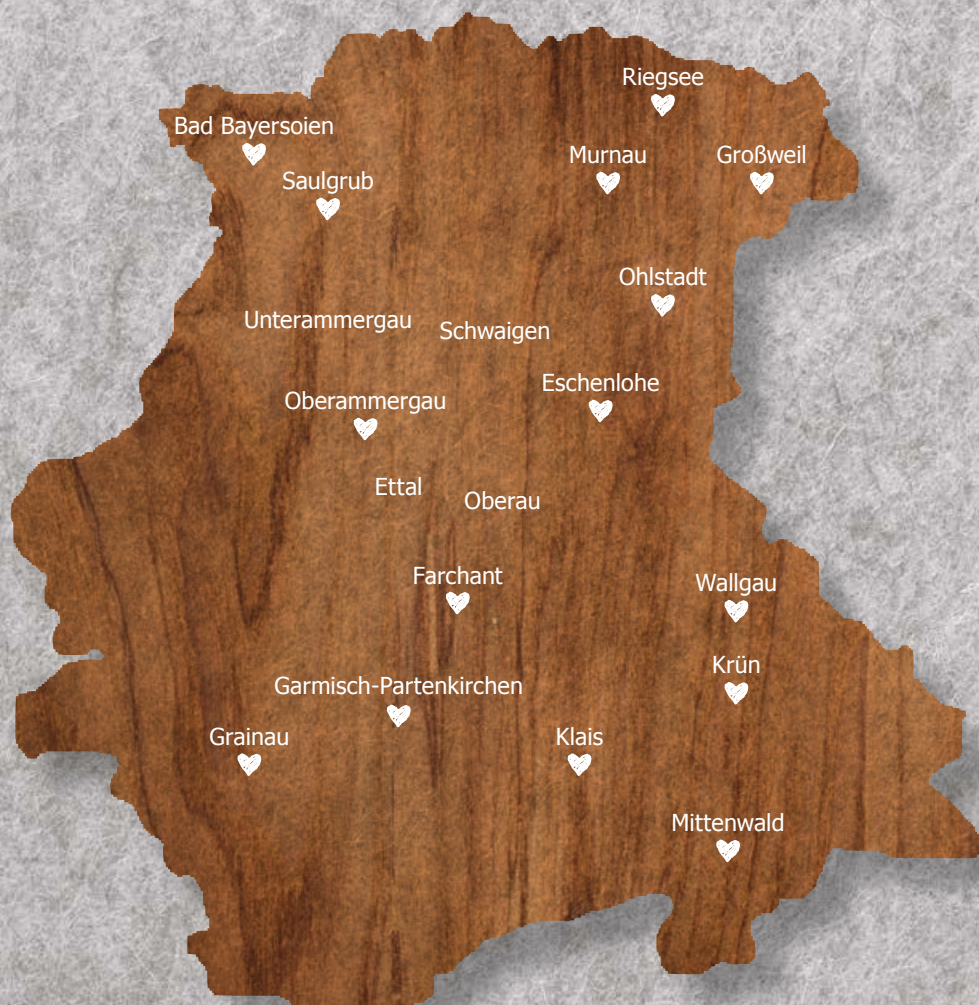 Riegsee
Bad Bayersoien
Murnau
Großweil
Saulgrub
Ohlstadt
Unterammergau
Schwaigen
Eschenlohe
Oberammergau
Ettal
Oberau
Farchant
Wallgau
Krün
Garmisch-Partenkirchen
Grainau
Klais
Mittenwald